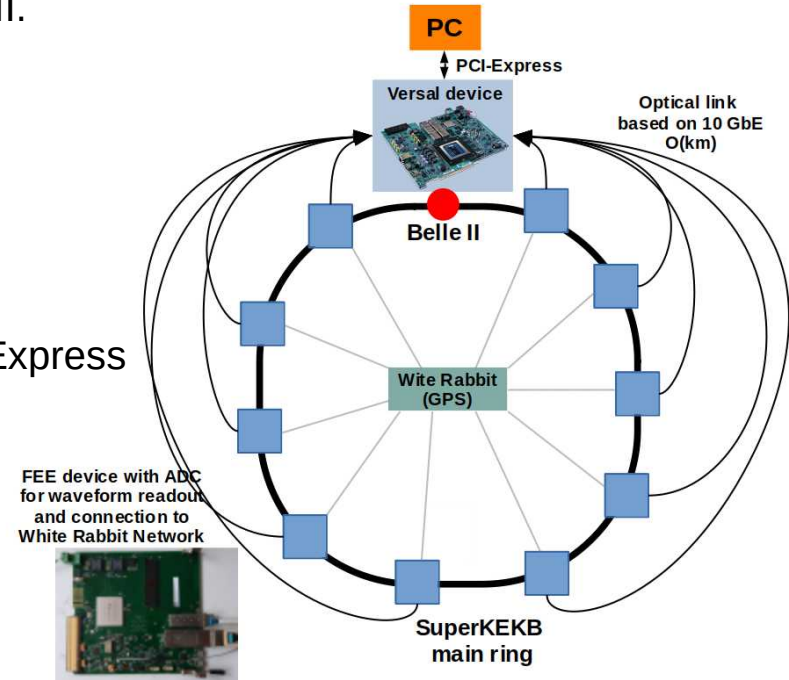 II.
PC
PCI-Express
Versal device
Optical link
based on 10 GbE
O(km)
Belle II
Express
Wite Rabbit
(GPS)
FEE device with ADC
for waveform readout
and connection to
White Rabbit Network
SuperKEKB
main ring